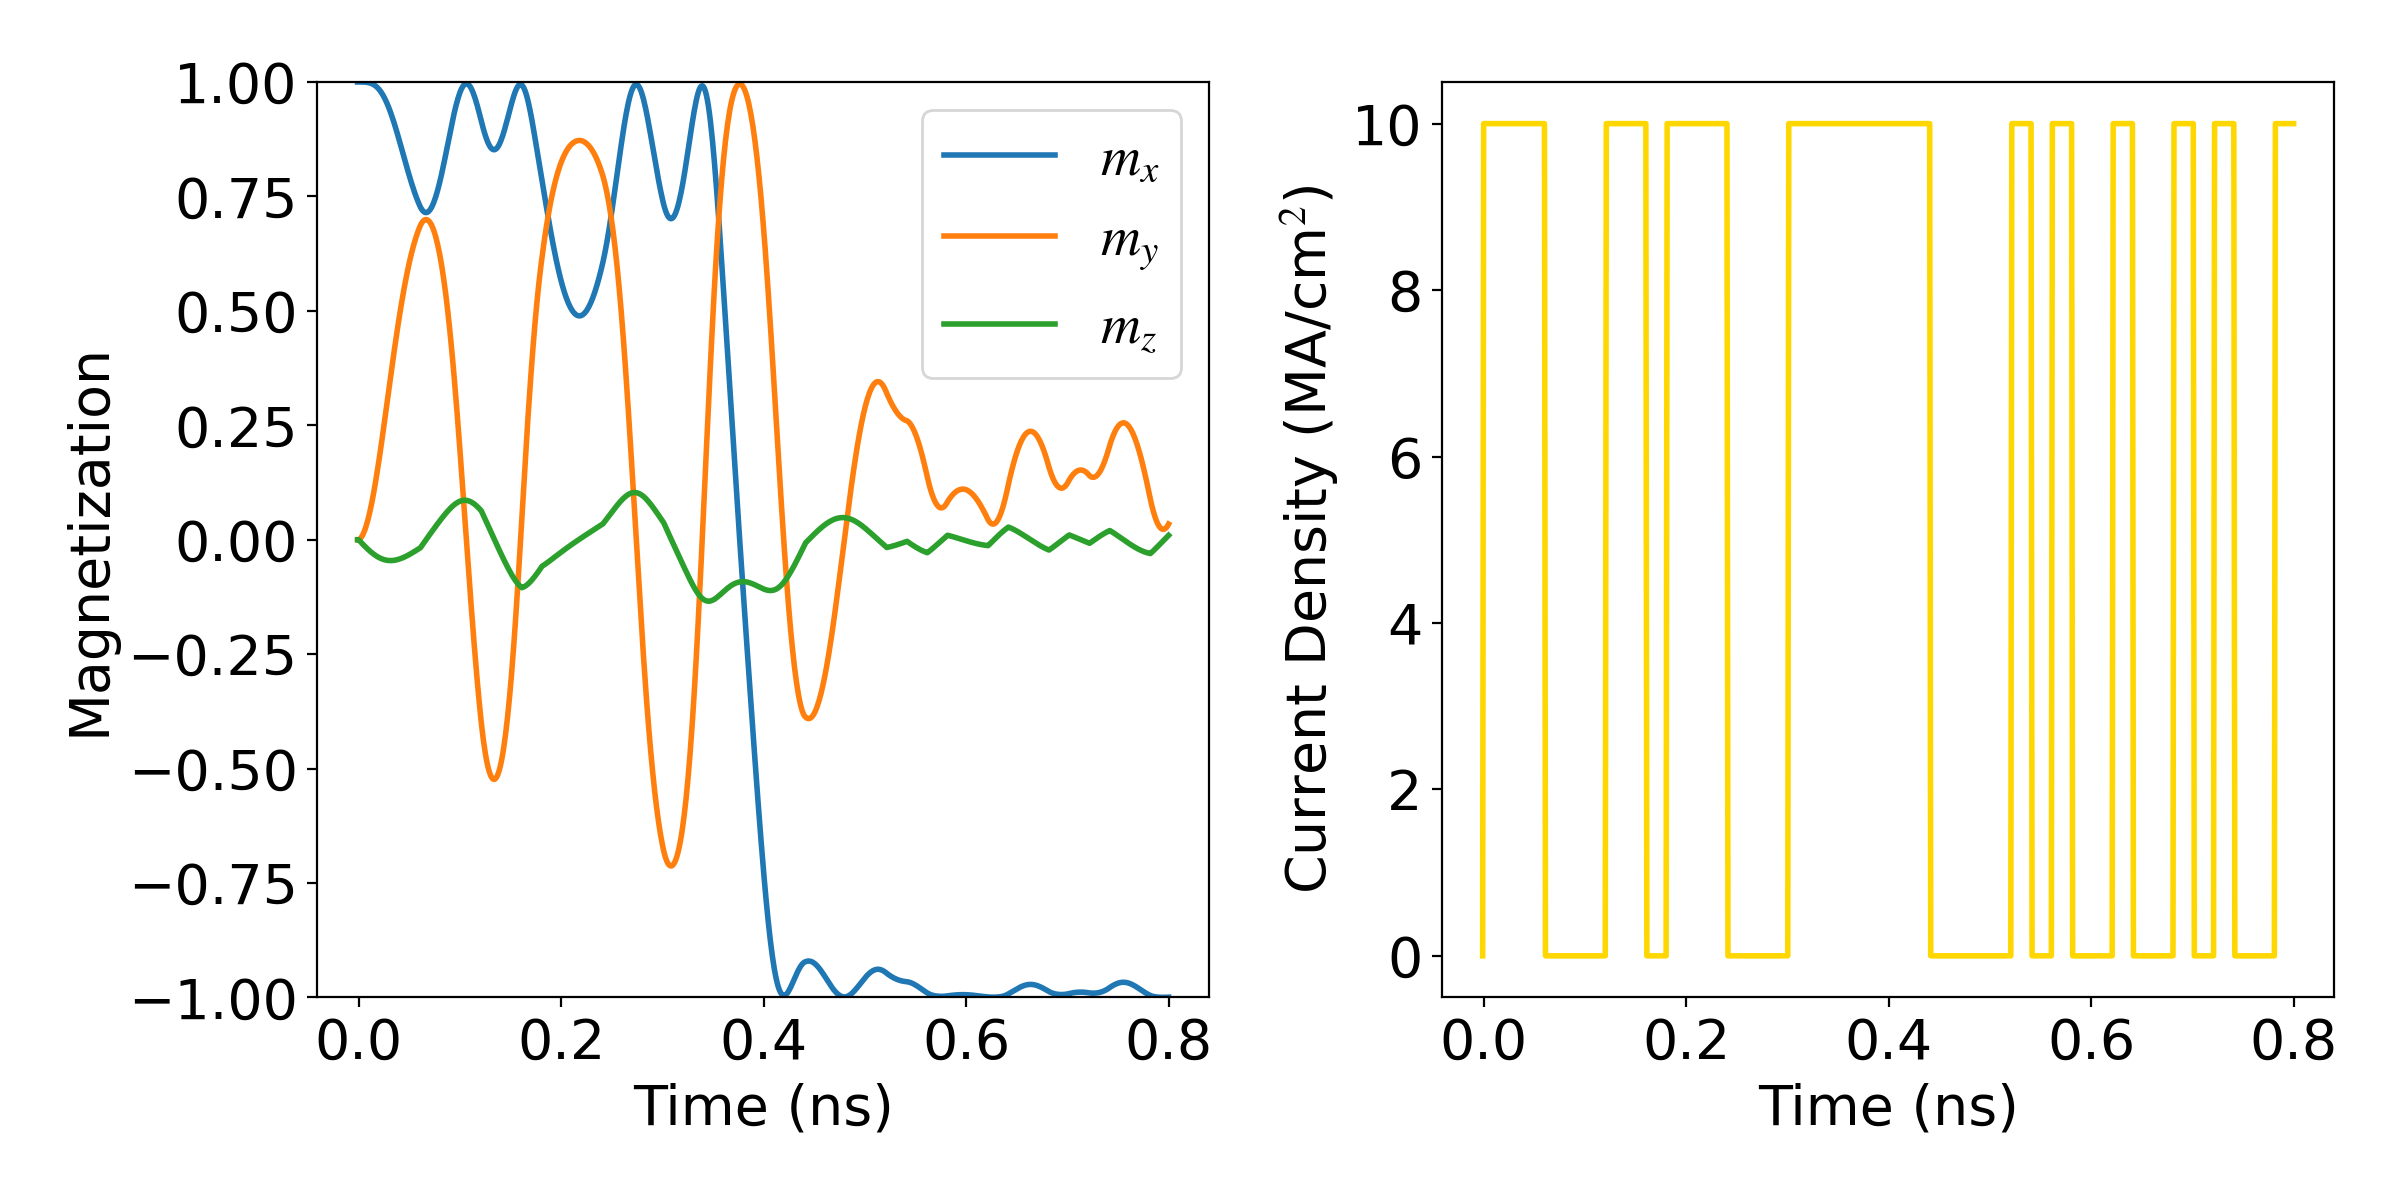 1.00
0.75
0.50
0.25
0.00
−0.25
−0.50
−0.75
−1.00
Magnetization
0.0 0.2 0.4 0.6 0.8
Time (ns)
m_x
m_y
m_z
10
8
6
4
2
0
Current Density (MA/cm²)
0.0 0.2 0.4 0.6 0.8
Time (ns)